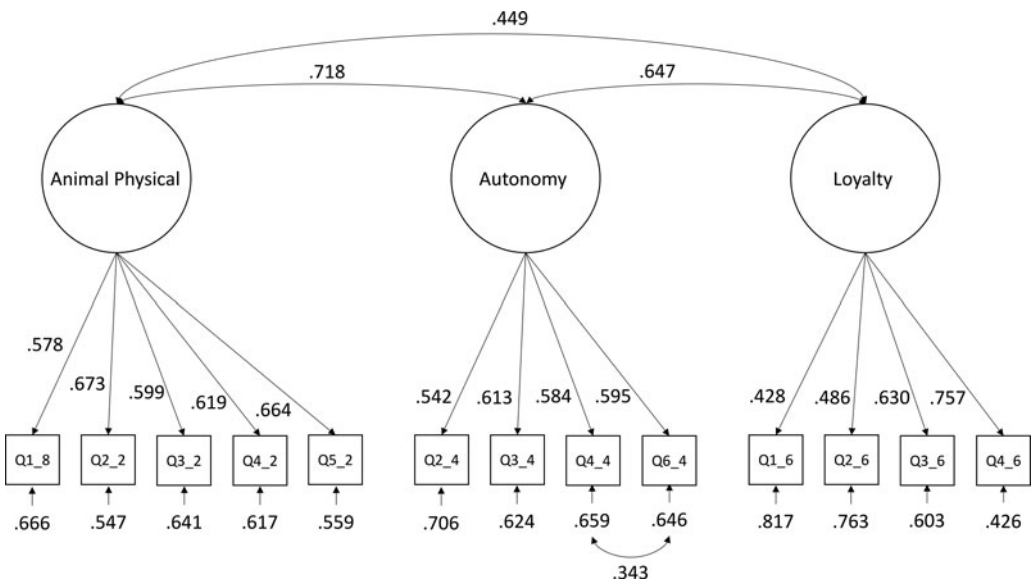 .449
.718 .647
Animal Physical Autonomy Loyalty
.578 .673 .599 .619 .664 .542 .613 .584 .595 .428 .486 .630 .757
Q1_8 Q2_2 Q3_2 Q4_2 Q5_2 Q2_4 Q3_4 Q4_4 Q6_4 Q1_6 Q2_6 Q3_6 Q4_6
.666 .547 .641 .617 .559 .706 .624 .659 .646 .817 .763 .603 .426
.343